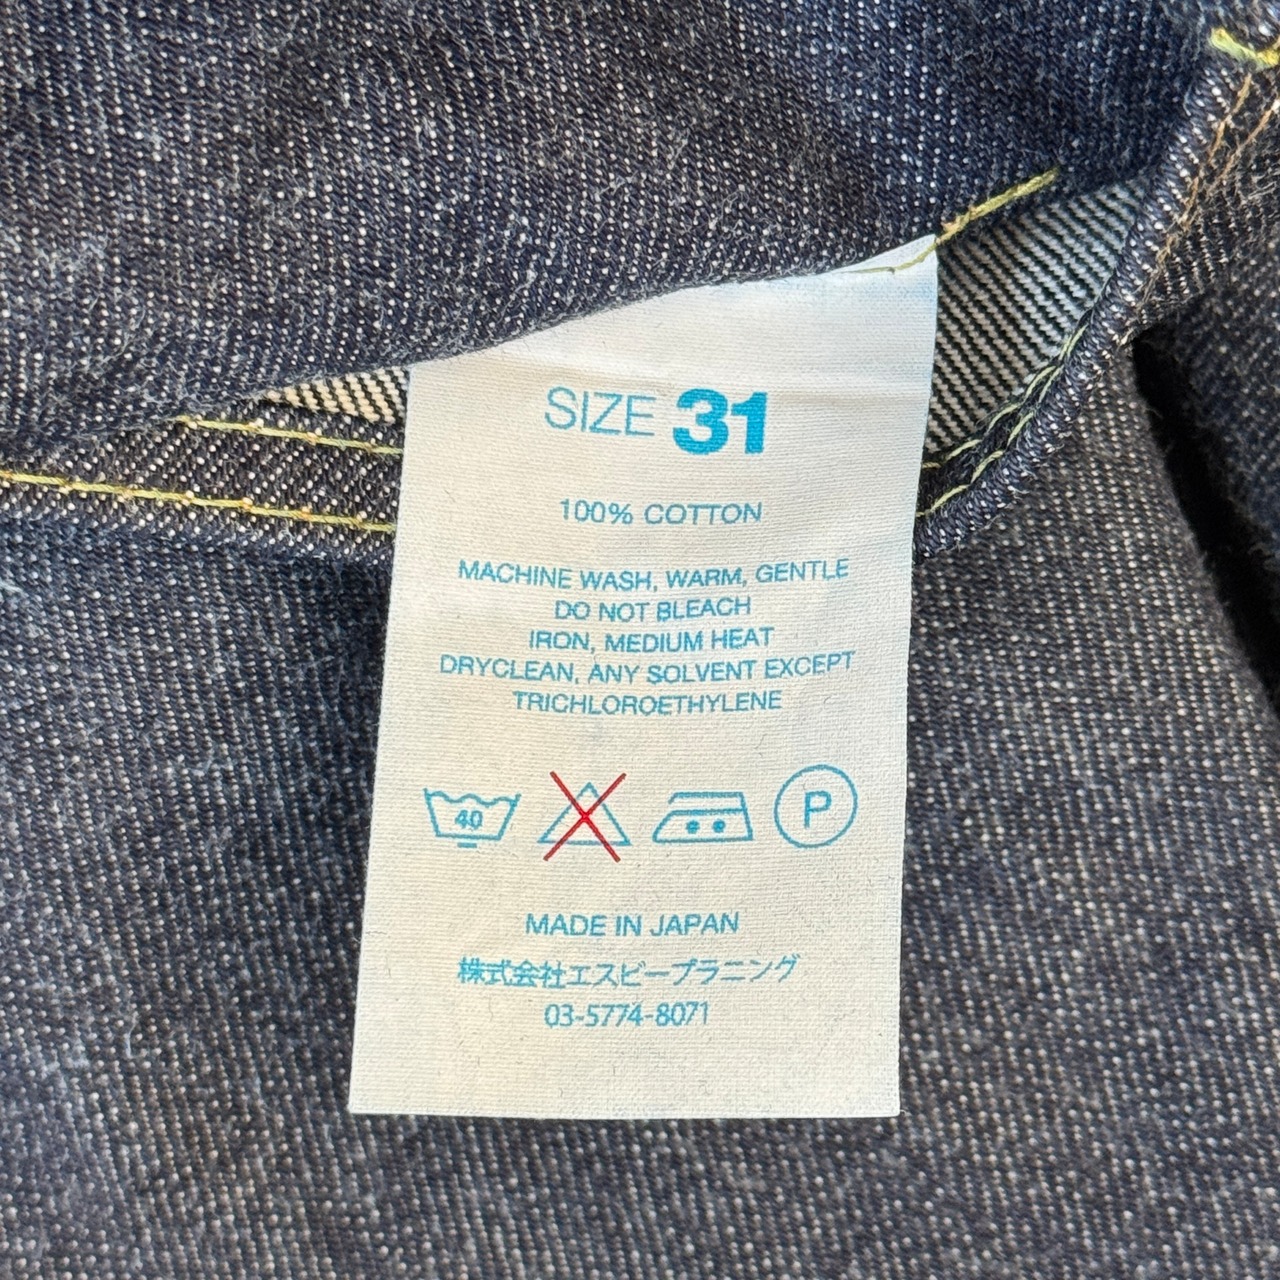 SIZE 31
100% COTTON
MACHINE WASH, WARM, GENTLE
DO NOT BLEACH
IRON, MEDIUM HEAT
DRYCLEAN, ANY SOLVENT EXCEPT
TRICHLOROETHYLENE
40 P
MADE IN JAPAN
株式会社エスビープラニング
03-5774-8071